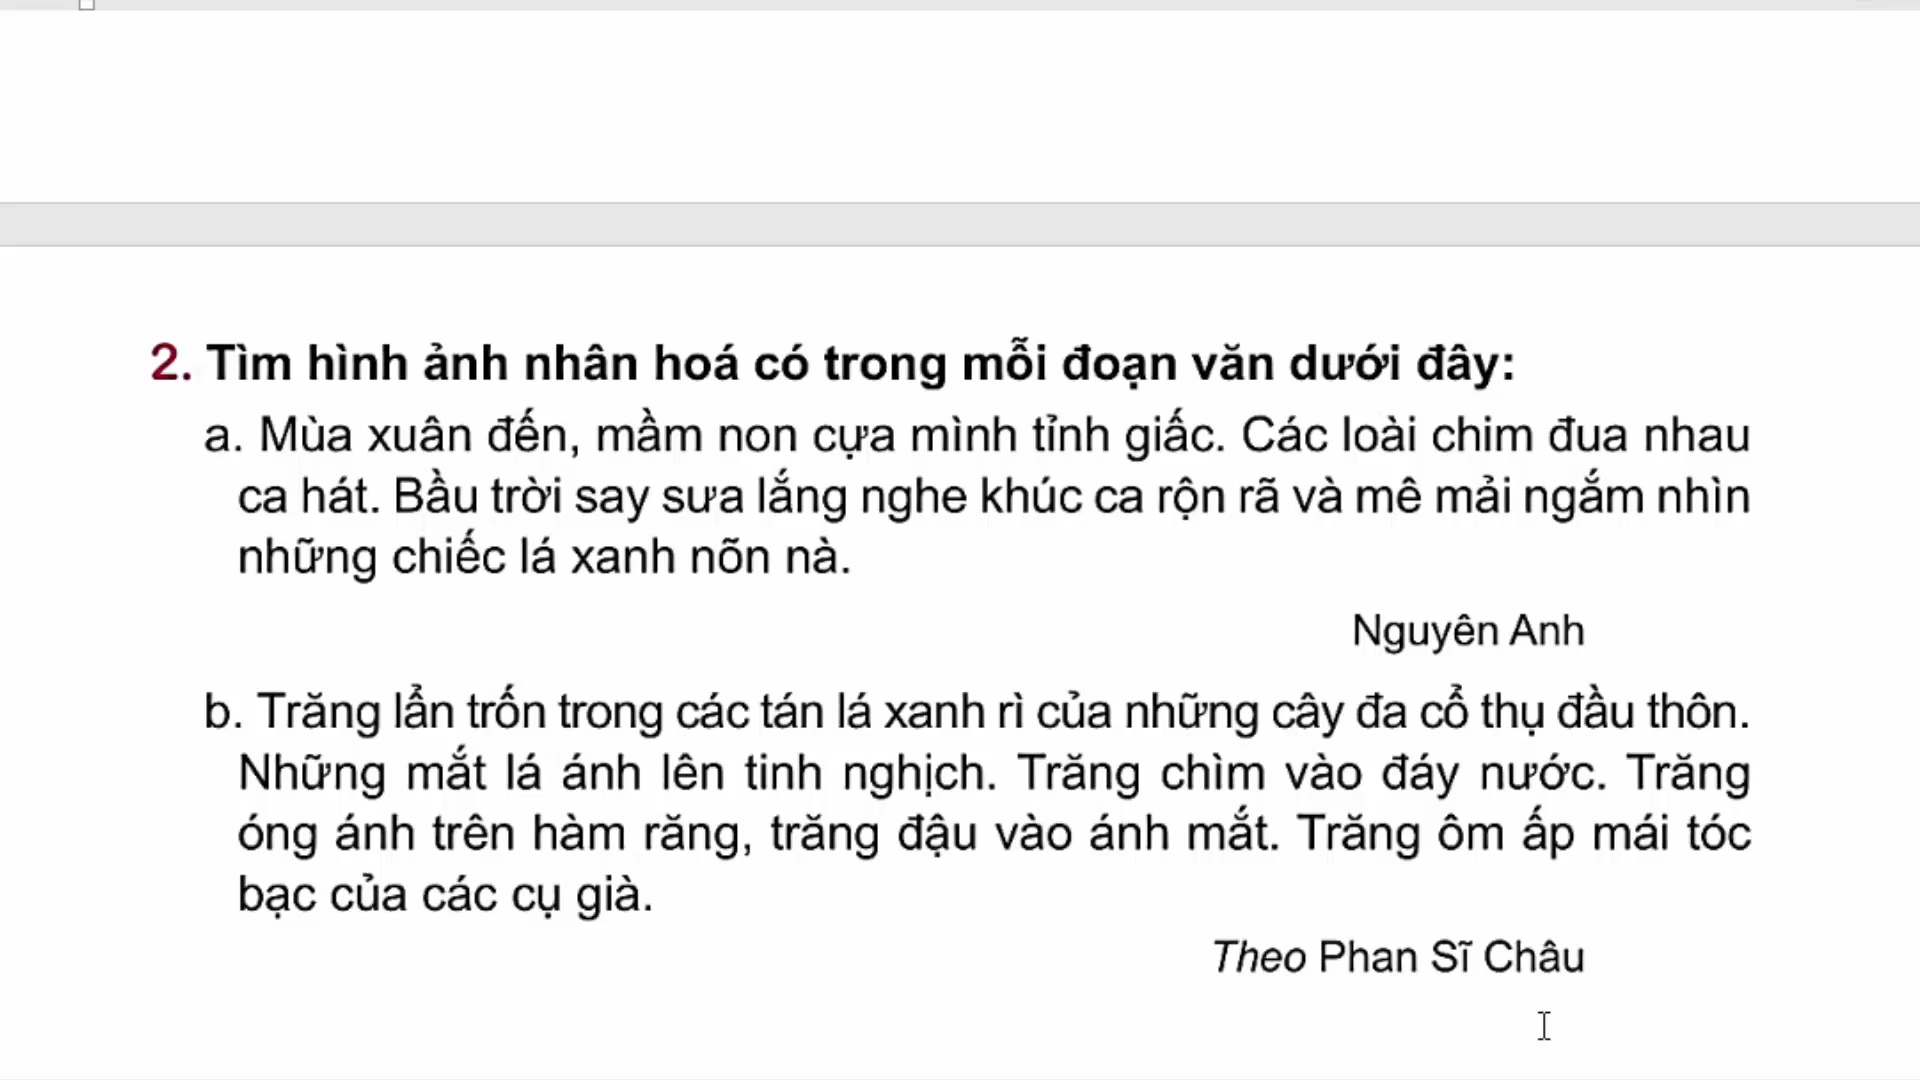 2. Tìm hình ảnh nhân hoá có trong mỗi đoạn văn dưới đây:
a. Mùa xuân đến, mầm non cựa mình tỉnh giấc. Các loài chim đua nhau
ca hát. Bầu trời say sưa lắng nghe khúc ca rộn rã và mê mải ngắm nhìn
những chiếc lá xanh nõn nà.
Nguyên Anh
b. Trăng lẩn trốn trong các tán lá xanh rì của những cây đa cổ thụ đầu thôn.
Những mắt lá ánh lên tinh nghịch. Trăng chìm vào đáy nước. Trăng
óng ánh trên hàm răng, trăng đậu vào ánh mắt. Trăng ôm ấp mái tóc
bạc của các cụ già.
Theo Phan Sĩ Châu